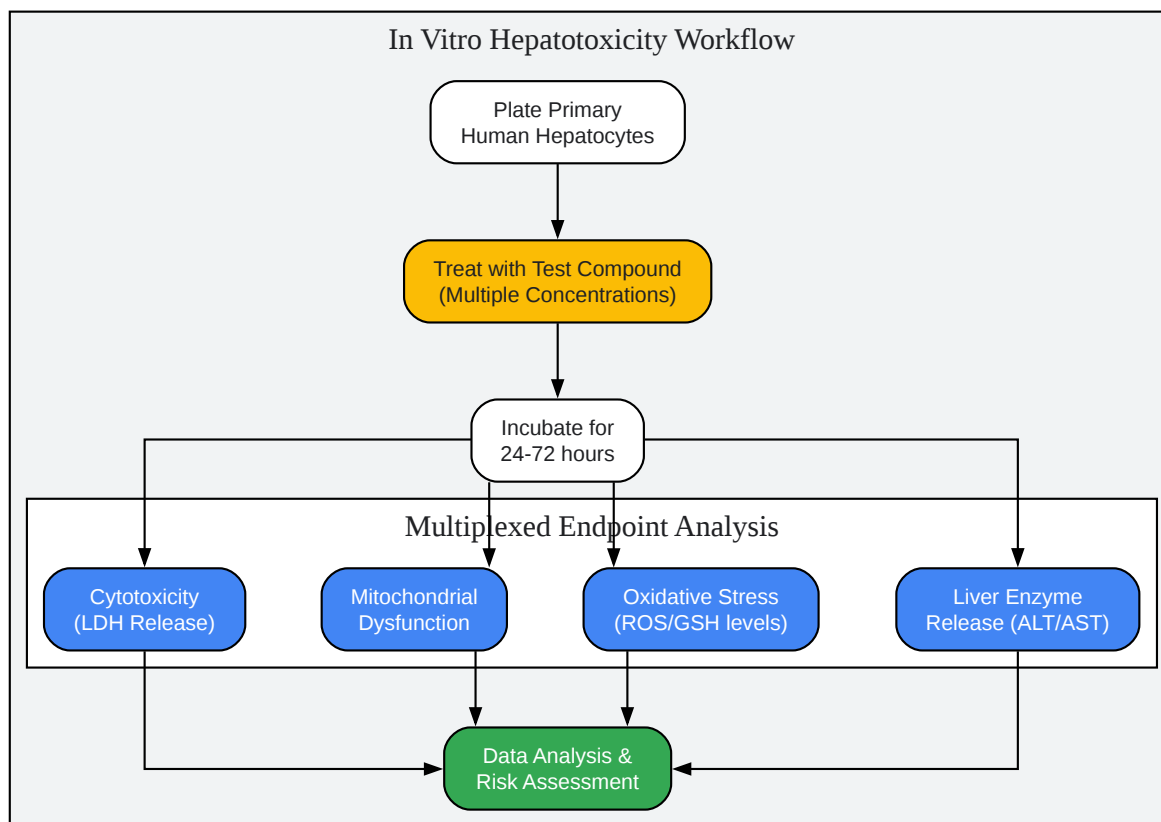 In Vitro Hepatotoxicity Workflow
Plate Primary
Human Hepatocytes
Treat with Test Compound
(Multiple Concentrations)
Incubate for
24-72 hours
Multiplexed Endpoint Analysis
Cytotoxicity
(LDH Release)
Mitochondrial
Dysfunction
Oxidative Stress
(ROS/GSH levels)
Liver Enzyme
Release (ALT/AST)
Data Analysis &
Risk Assessment